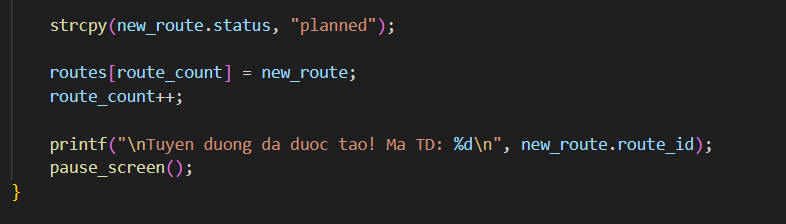 strcpy(new_route.status, "planned");
routes[route_count] = new_route;
route_count++;
printf("\nTuyen duong da duoc tao! Ma TD: %d\n", new_route.route_id);
pause_screen();
}